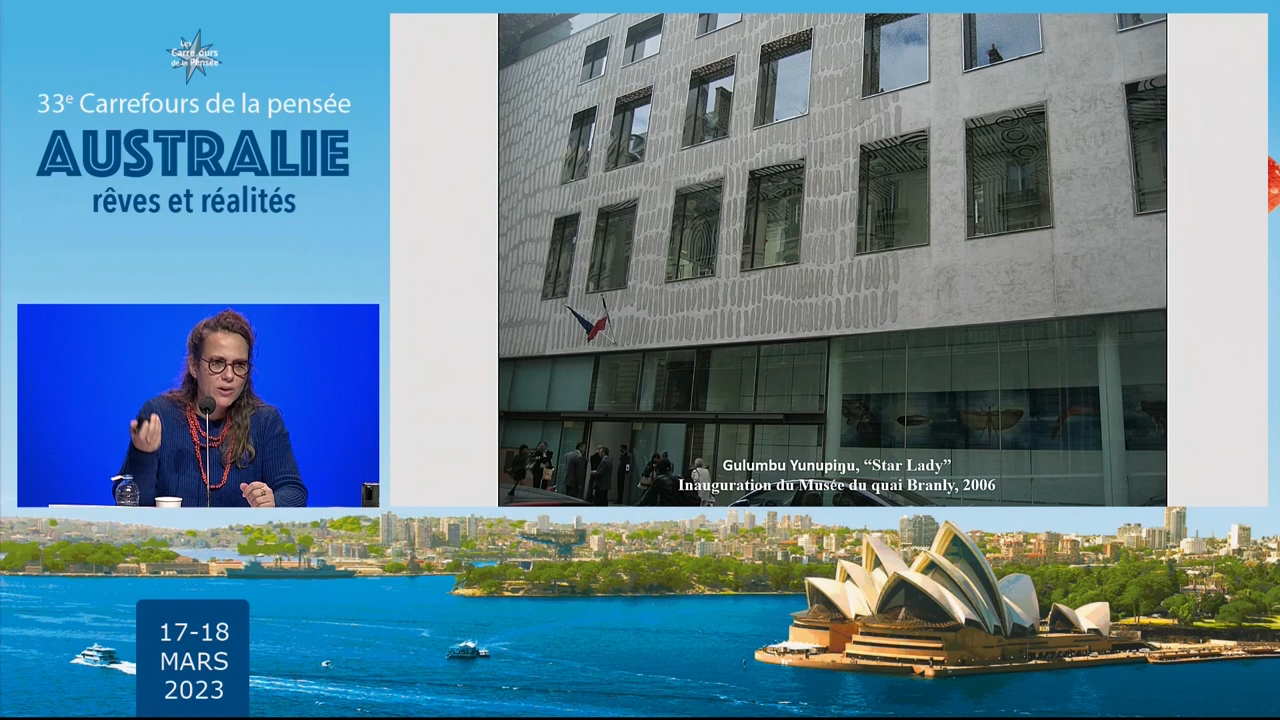 Les
Carrefours
de la Pensée
33e Carrefours de la pensée
AUSTRALIE
rêves et réalités
Gulumbu Yunupiŋu, “Star Lady”
Inauguration du Musée du quai Branly, 2006
17-18
MARS
2023